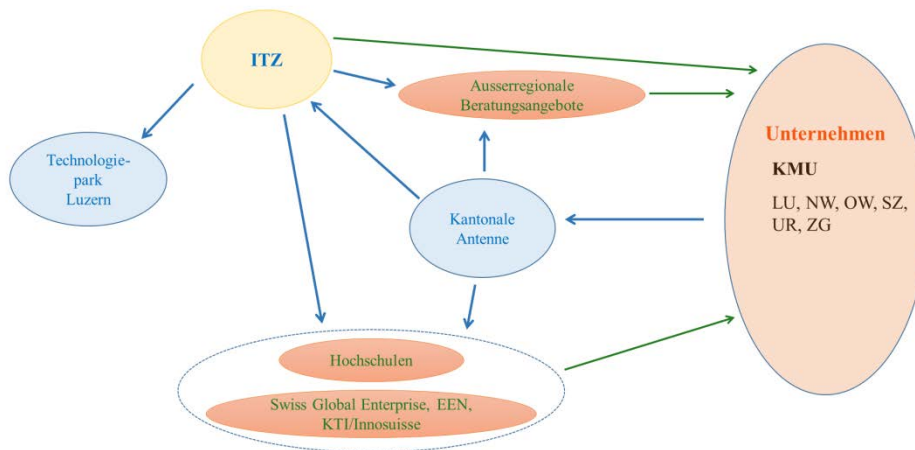 ITZ
Ausserregionale
Beratungsangebote
Unternehmen
KMU
LU, NW, OW, SZ,
UR, ZG
Technologie-
park
Luzern
Kantonale
Antenne
Hochschulen
Swiss Global Enterprise, EEN,
KTI/Innosuisse